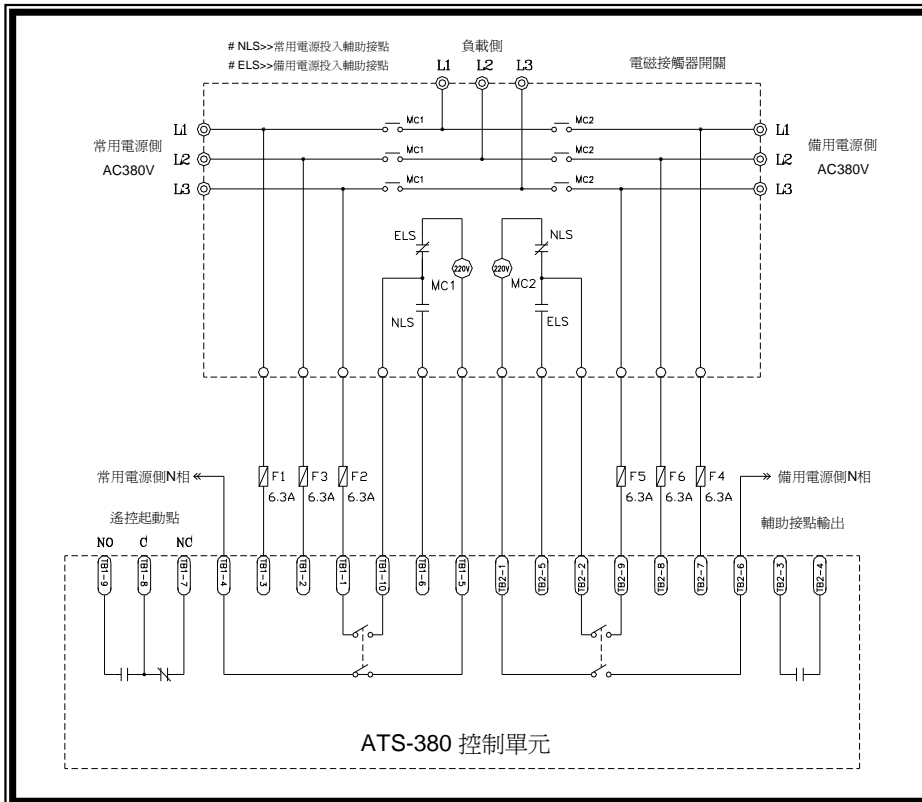 # NLS>>常用電源投入輔助接點
# ELS>>備用電源投入輔助接點
負載側
L1 L2 L3
電磁接觸器開關
常用電源側
AC380V
L1
L2
L3
MC1
MC1
MC1
MC2
MC2
MC2
L1
L2
L3
備用電源側
AC380V
ELS
220V
MC1
NLS
NLS
220V
MC2
ELS
常用電源側N相
F1
6.3A
F3
6.3A
F2
6.3A
F5
6.3A
F6
6.3A
F4
6.3A
備用電源側N相
遙控起動點
NO C NC
輔助接點輸出
TB1-9
TB1-8
TB1-7
TB1-4
TB1-3
TB1-2
TB1-1
TB1-10
TB1-6
TB1-5
TB2-1
TB2-5
TB2-2
TB2-9
TB2-8
TB2-7
TB2-6
TB2-3
TB2-4
ATS-380 控制單元